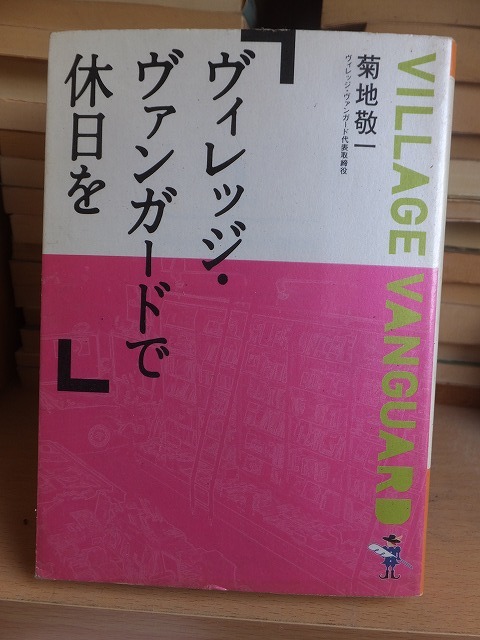 VILLAGE VANGUARD
菊地敬一
ヴィレッジ・ヴァンガード代表取締役
「ヴィレッジ・
ヴァンガードで
休日を」